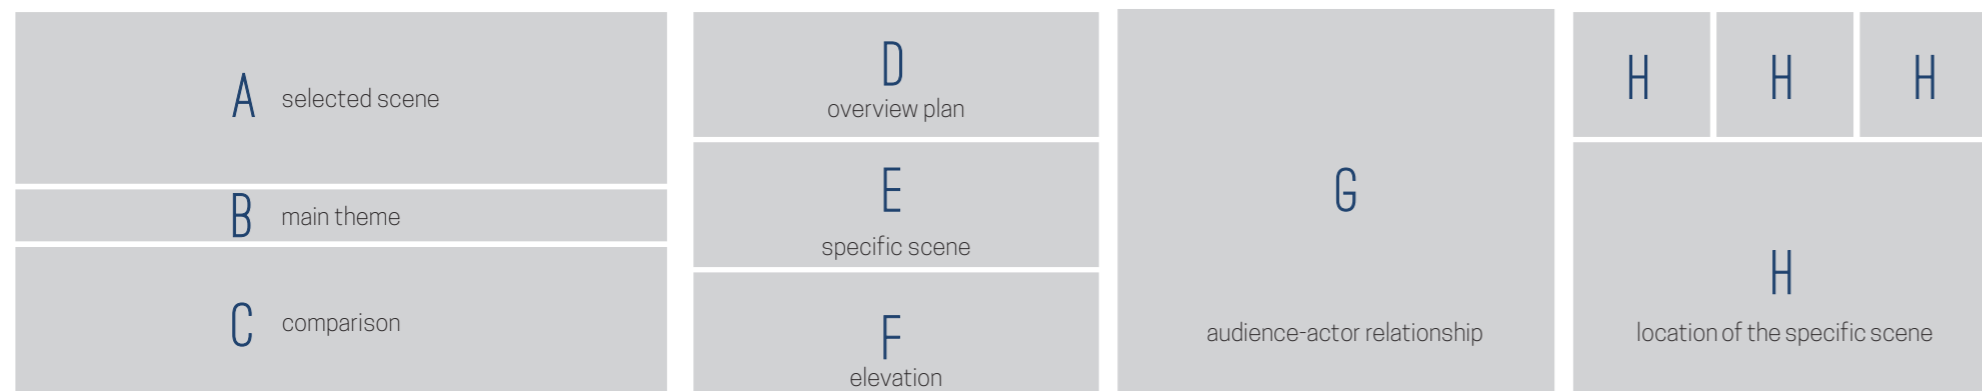 A selected scene
B main theme
C comparison
D
overview plan
E
specific scene
F
elevation
G
audience-actor relationship
H H H
H
location of the specific scene